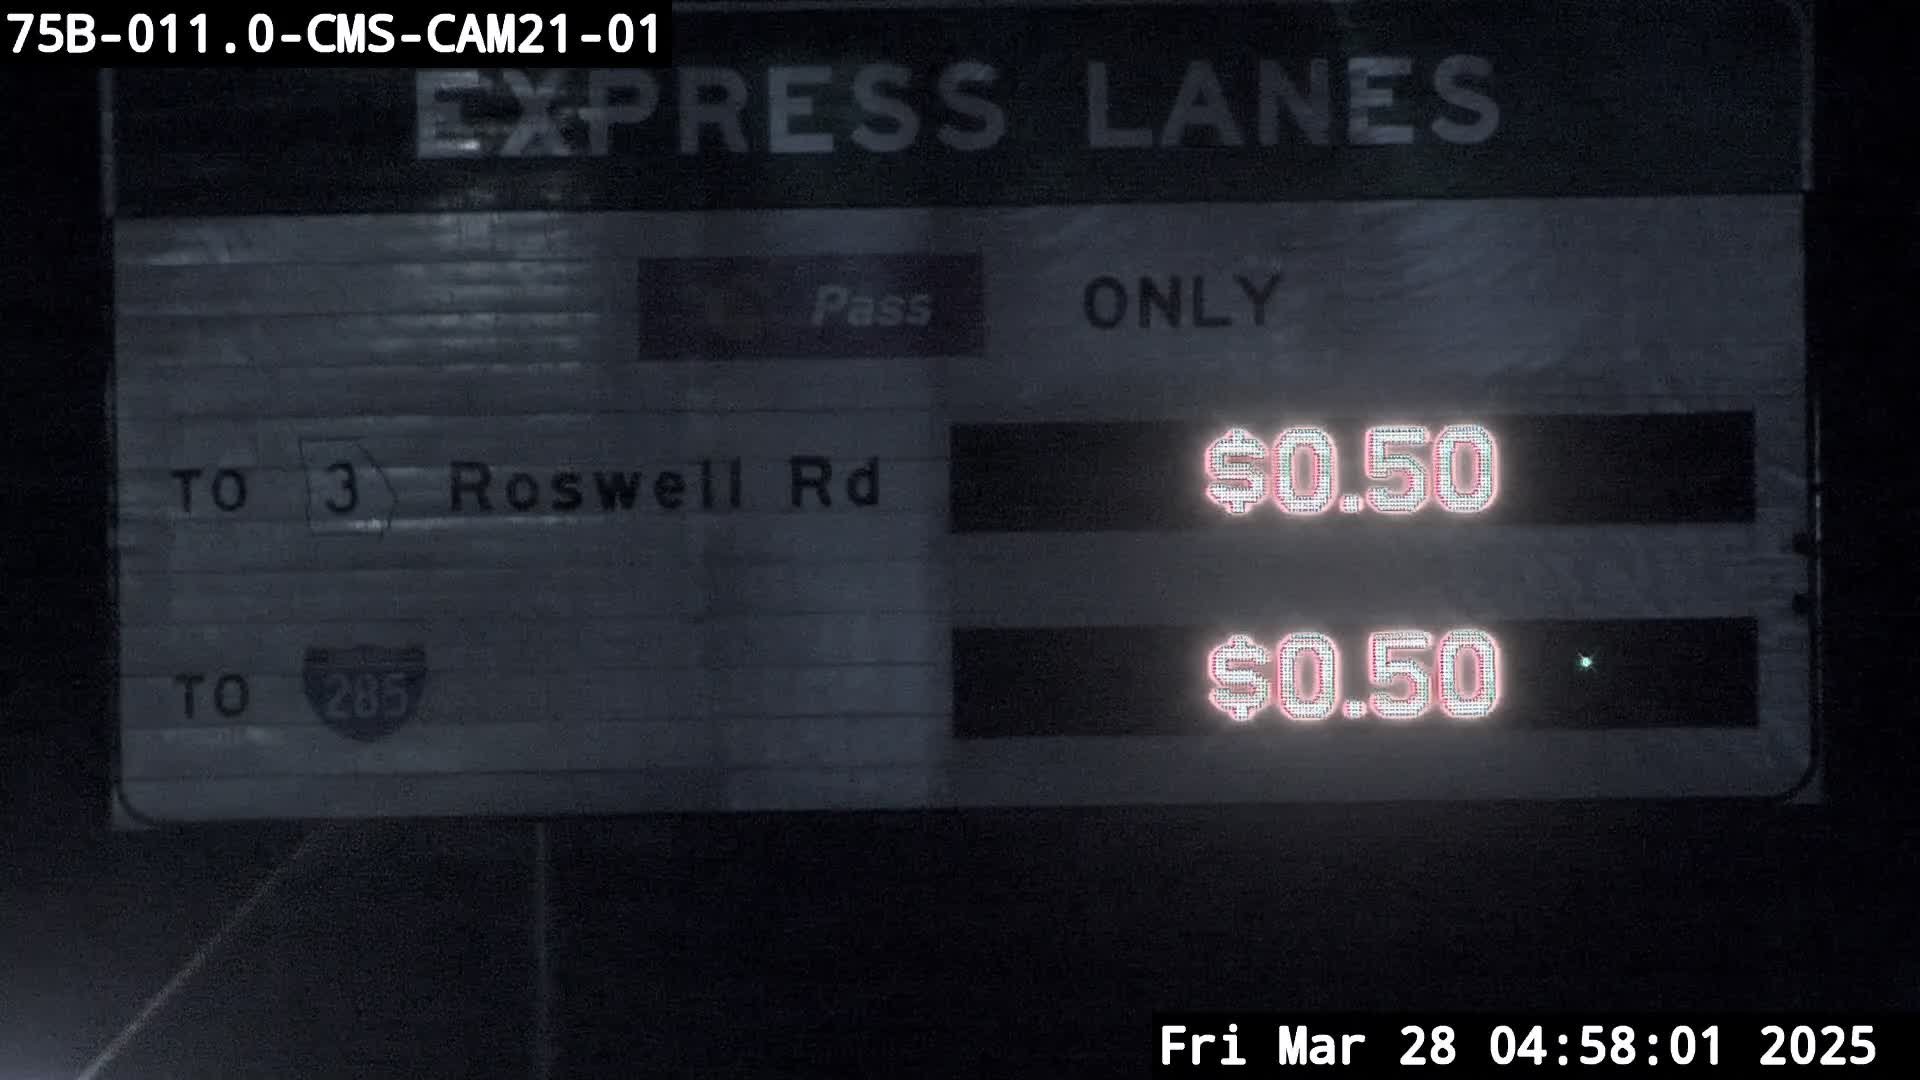 75B-011.0-CMS-CAM21-01
EXPRESS LANES
Pass ONLY
TO 3 Roswell Rd $0.50
TO 285 $0.50
Fri Mar 28 04:58:01 2025